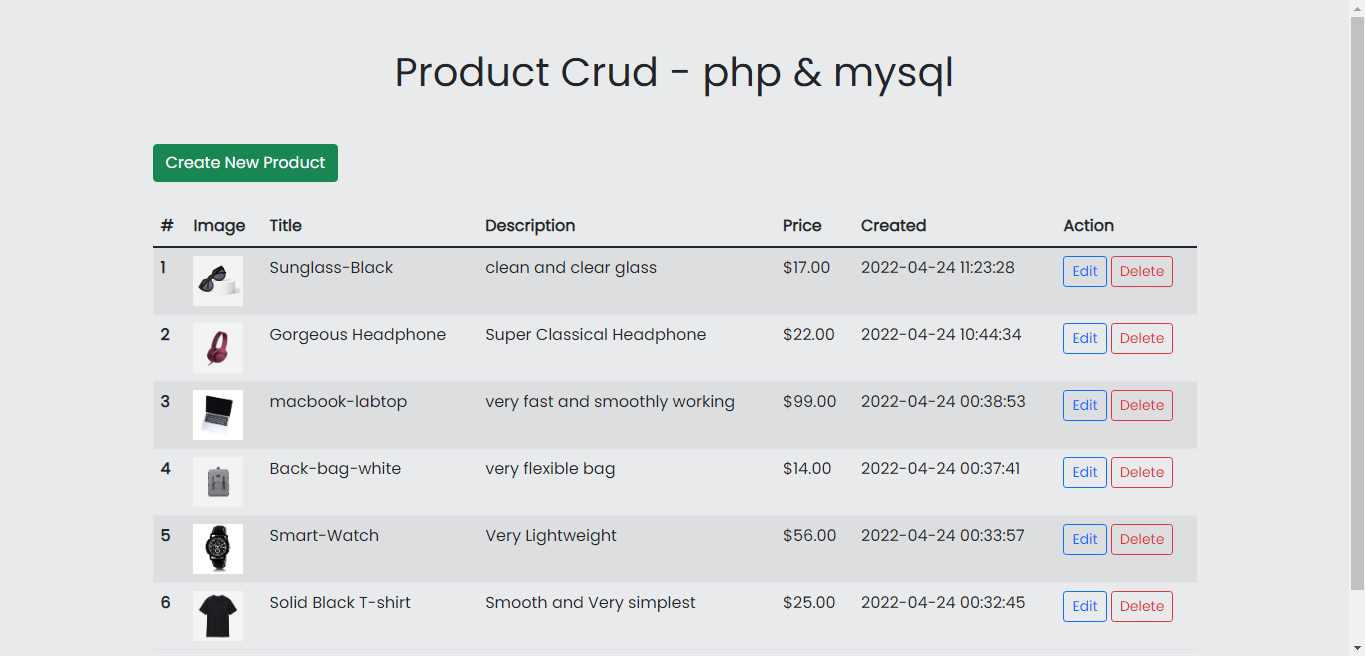 Product Crud - php & mysql
Create New Product
# Image Title Description Price Created Action
1 Sunglass-Black clean and clear glass $17.00 2022-04-24 11:23:28 Edit Delete
2 Gorgeous Headphone Super Classical Headphone $22.00 2022-04-24 10:44:34 Edit Delete
3 macbook-labtop very fast and smoothly working $99.00 2022-04-24 00:38:53 Edit Delete
4 Back-bag-white very flexible bag $14.00 2022-04-24 00:37:41 Edit Delete
5 Smart-Watch Very Lightweight $56.00 2022-04-24 00:33:57 Edit Delete
6 Solid Black T-shirt Smooth and Very simplest $25.00 2022-04-24 00:32:45 Edit Delete